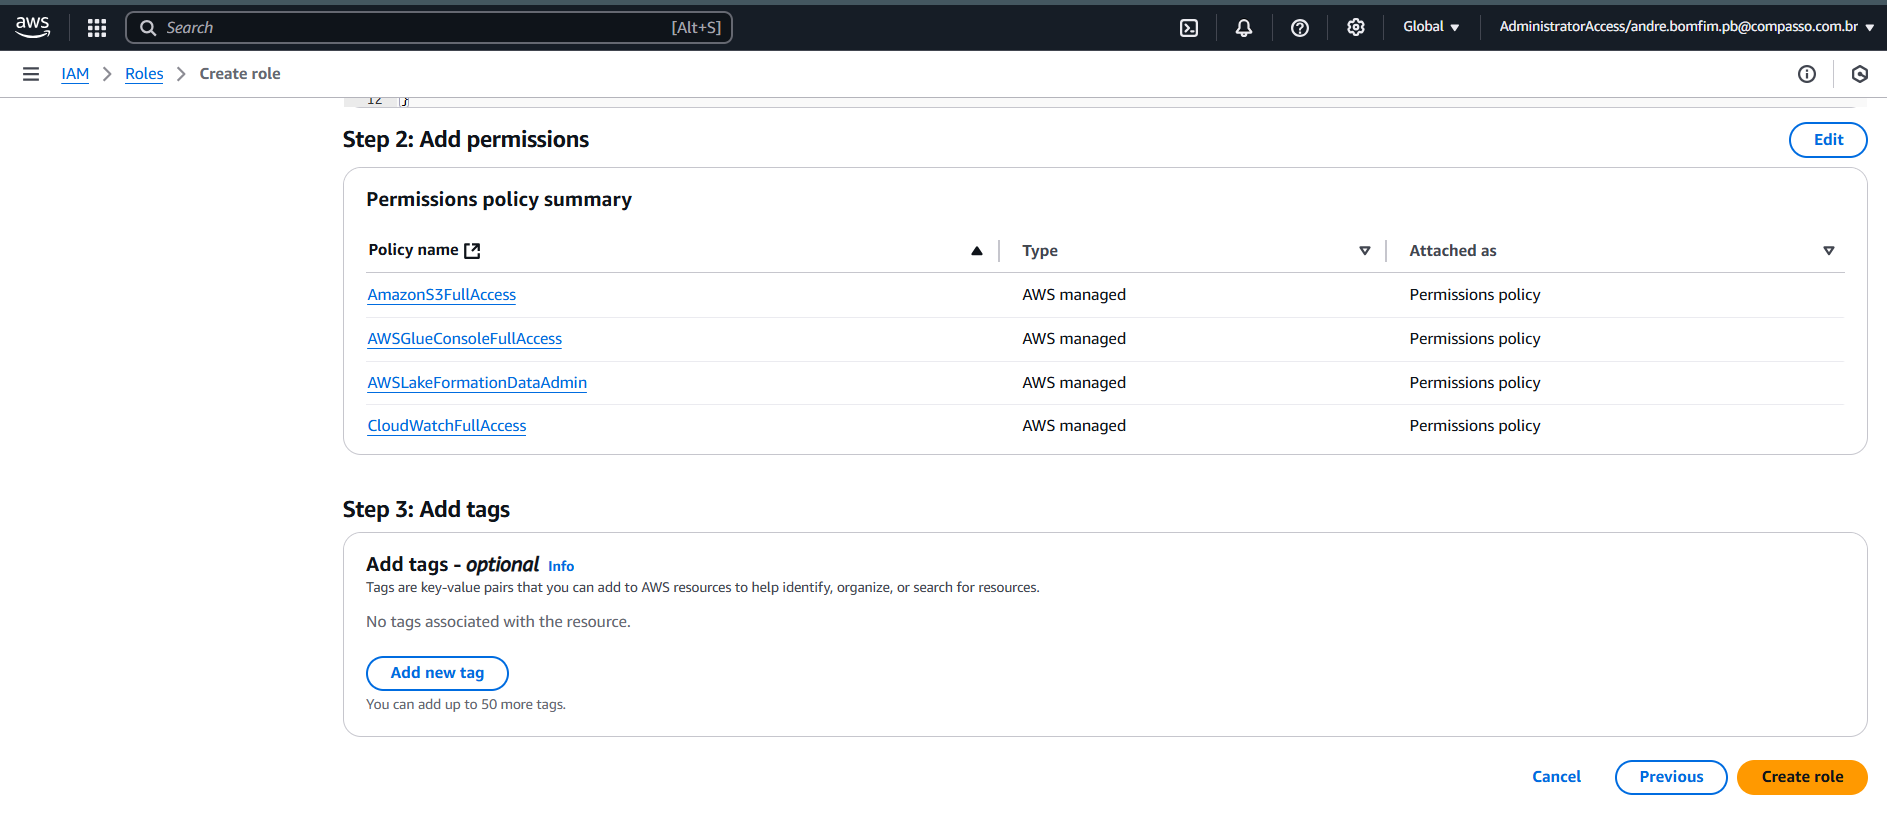 aws
Search [Alt+S]
Global
AdministratorAccess/andre.bomfim.pb@compasso.com.br
IAM Roles Create role
12 }
Step 2: Add permissions
Edit
Permissions policy summary
Policy name Type Attached as
AmazonS3FullAccess AWS managed Permissions policy
AWSGlueConsoleFullAccess AWS managed Permissions policy
AWSLakeFormationDataAdmin AWS managed Permissions policy
CloudWatchFullAccess AWS managed Permissions policy
Step 3: Add tags
Add tags - optional Info
Tags are key-value pairs that you can add to AWS resources to help identify, organize, or search for resources.
No tags associated with the resource.
Add new tag
You can add up to 50 more tags.
Cancel Previous Create role